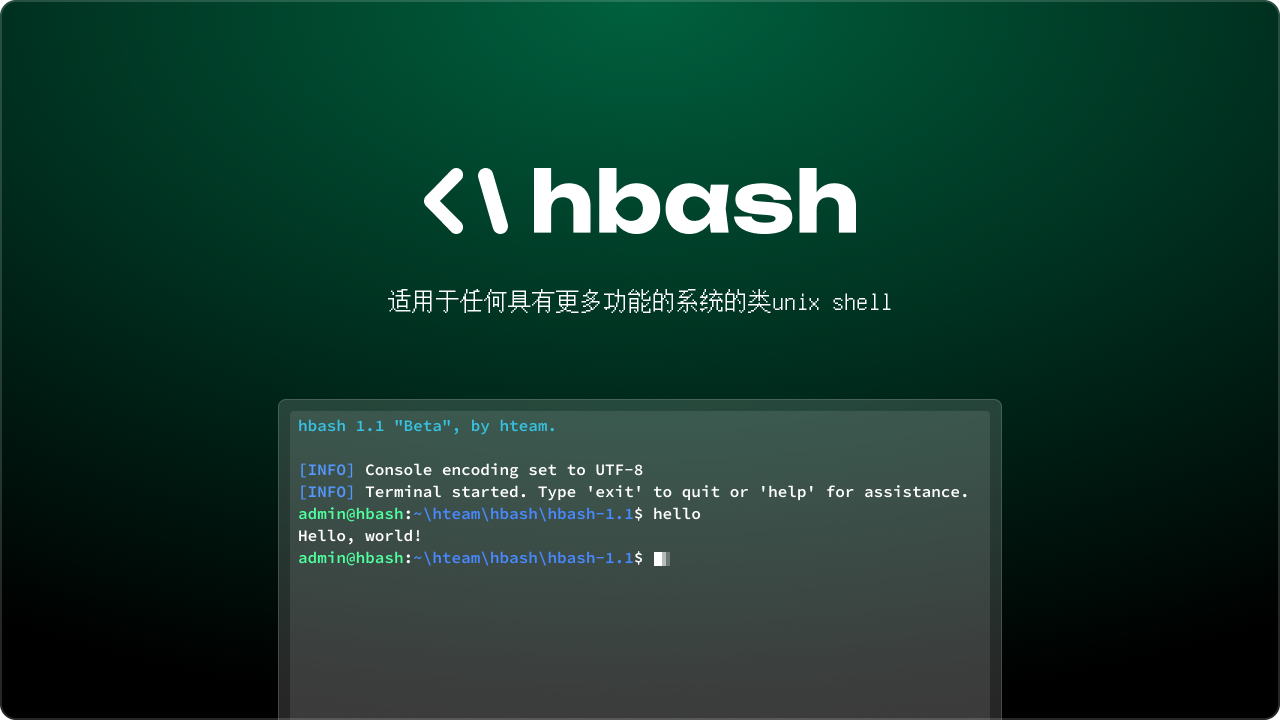 <\ hbash
适用于任何具有更多功能的系统的类unix shell
hbash 1.1 "Beta", by hteam.
[INFO] Console encoding set to UTF-8
[INFO] Terminal started. Type 'exit' to quit or 'help' for assistance.
admin@hbash:~\hteam\hbash\hbash-1.1$ hello
Hello, world!
admin@hbash:~\hteam\hbash\hbash-1.1$